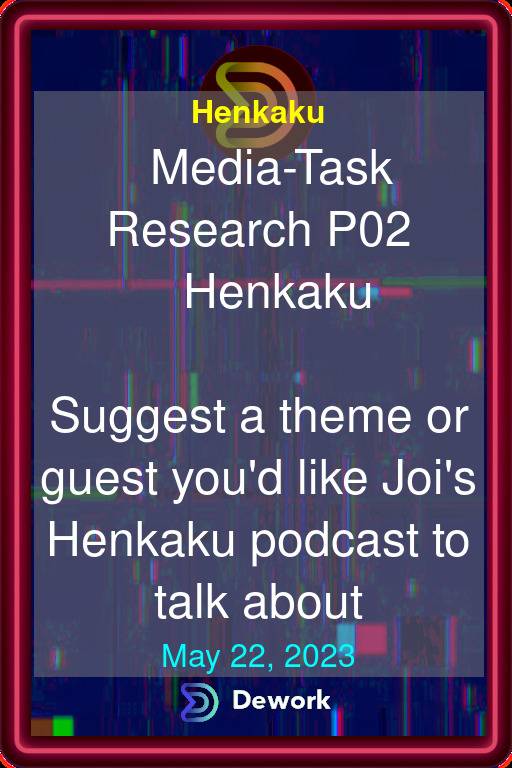 Henkaku
Media-Task
Research P02
Henkaku
Suggest a theme or
guest you'd like Joi's
Henkaku podcast to
talk about
May 22, 2023
Dework